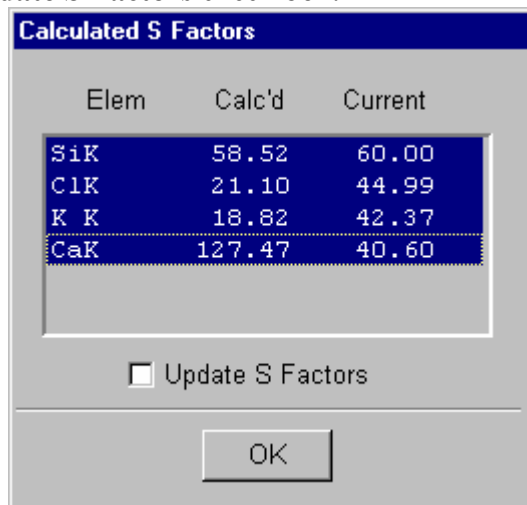 Calculated S Factors
Elem Calc'd Current
SiK 58.52 60.00
ClK 21.10 44.99
K K 18.82 42.37
CaK 127.47 40.60
Update S Factors
OK